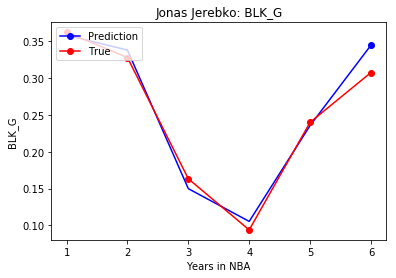 Jonas Jerebko: BLK_G
Prediction
True
BLK_G
0.35
0.30
0.25
0.20
0.15
0.10
1 2 3 4 5 6
Years in NBA